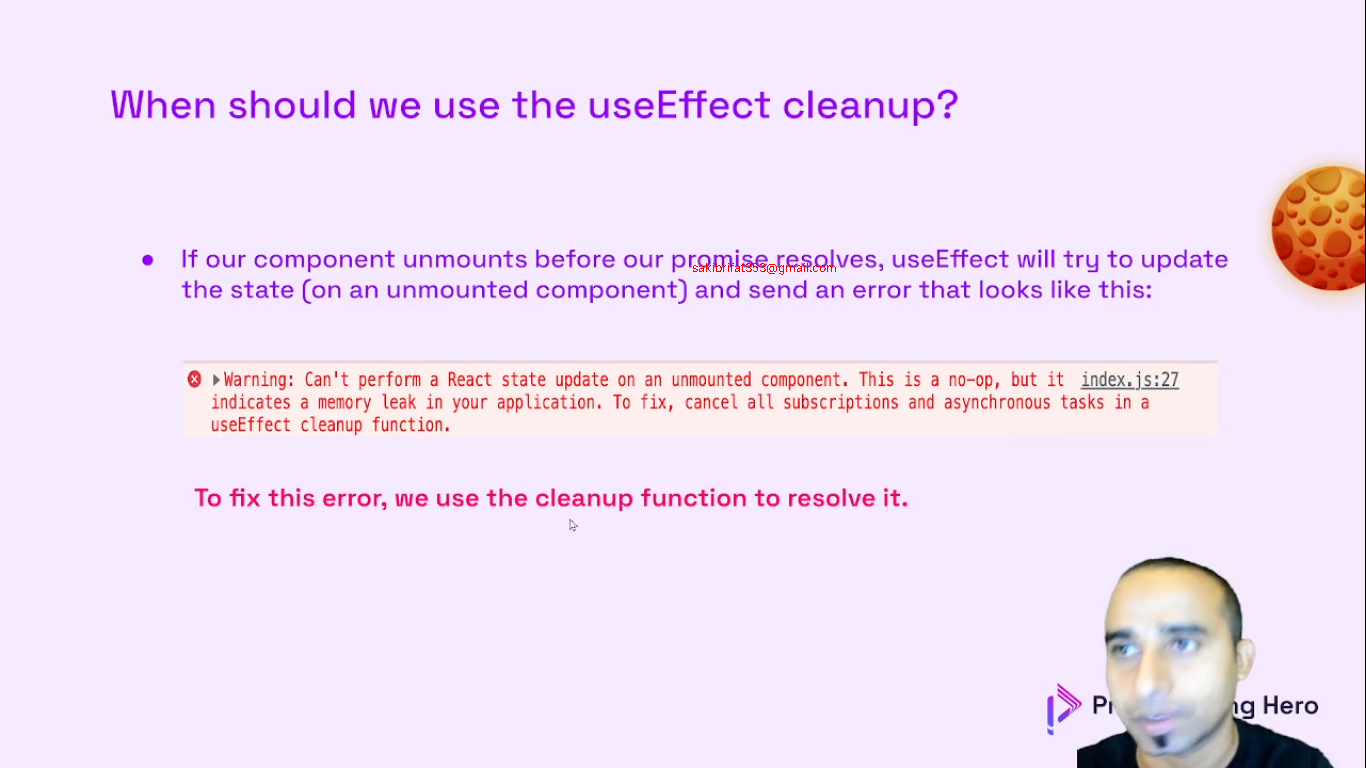 When should we use the useEffect cleanup?
● If our component unmounts before our promise resolves, useEffect will try to update
sakibrifat353@gmail.com
the state (on an unmounted component) and send an error that looks like this:
Warning: Can't perform a React state update on an unmounted component. This is a no-op, but it index.js:27
indicates a memory leak in your application. To fix, cancel all subscriptions and asynchronous tasks in a
useEffect cleanup function.
To fix this error, we use the cleanup function to resolve it.
Hero